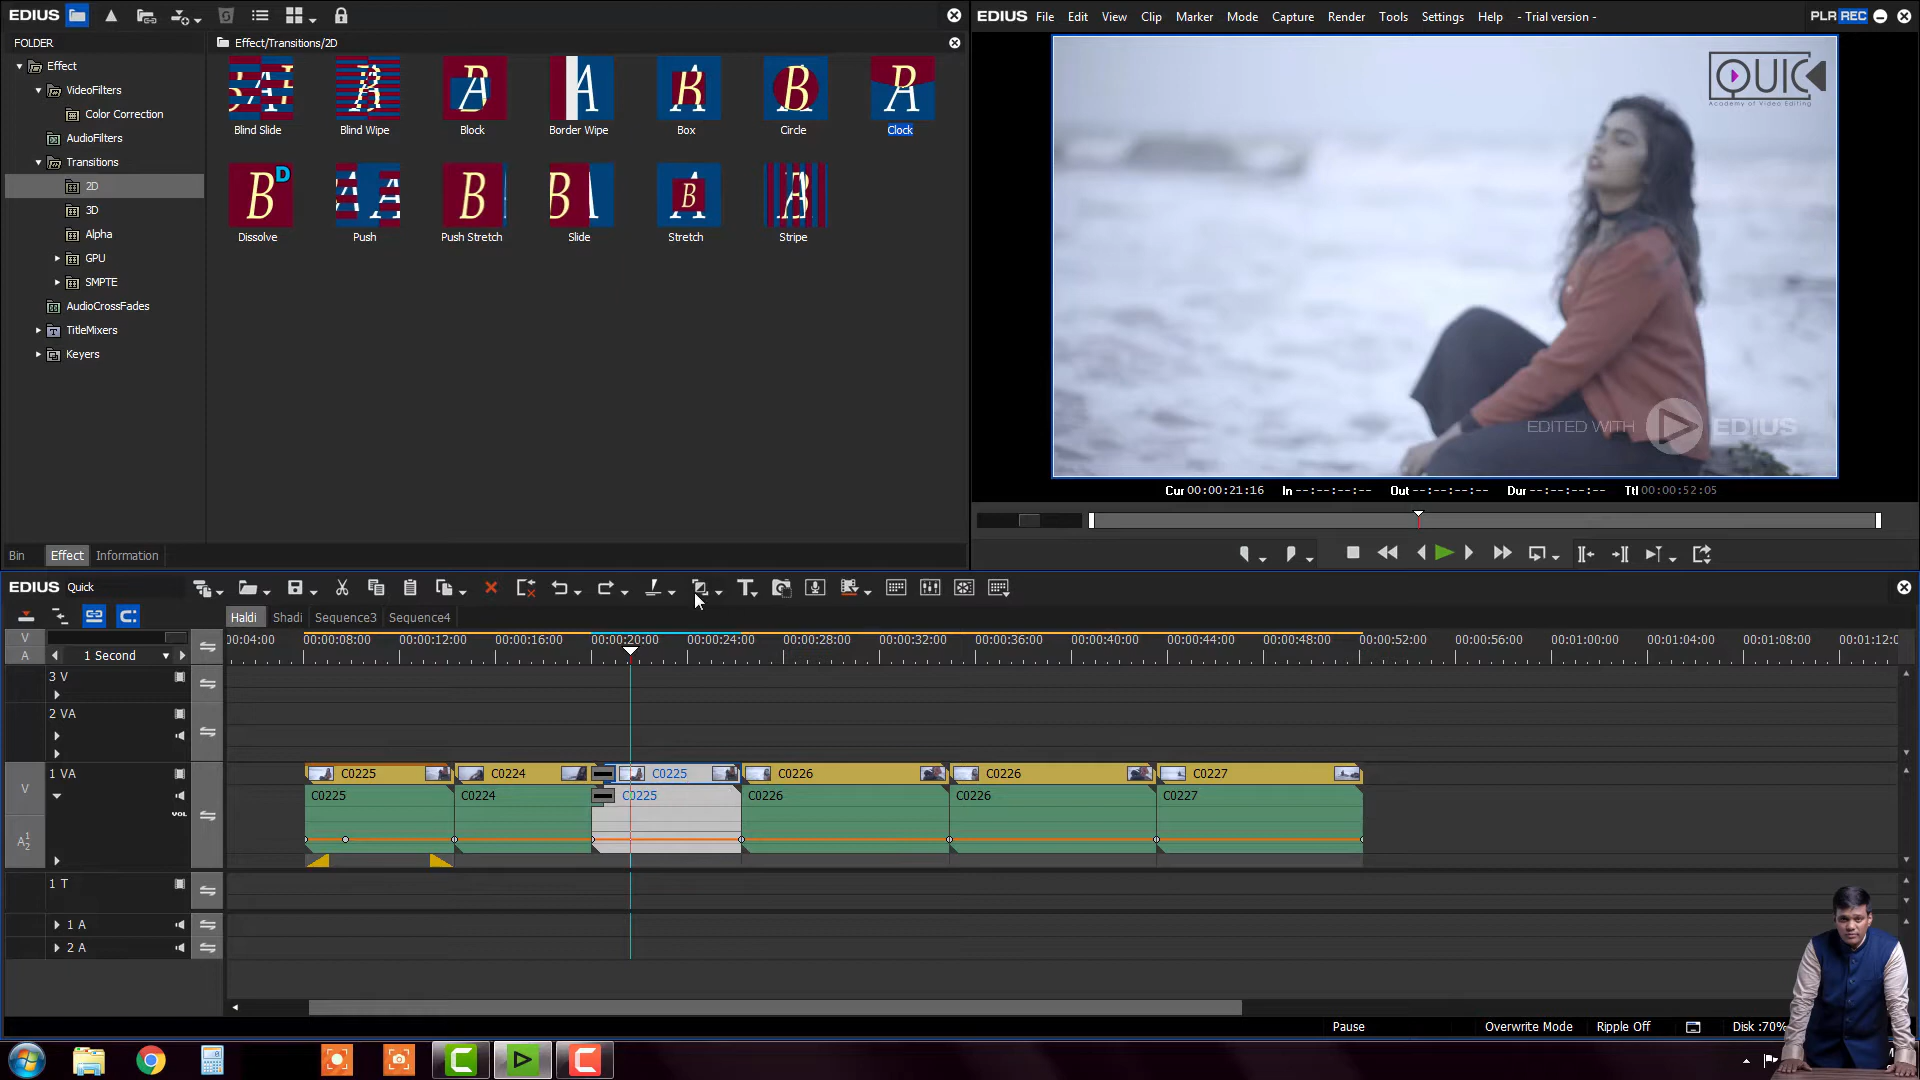 EDIUS
FOLDER
Effect
VideoFilters
Color Correction
AudioFilters
Transitions
2D
3D
Alpha
GPU
SMPTE
AudioCrossFades
TitleMixers
Keyers
Effect/Transitions/2D
Blind Slide
Blind Wipe
Block
Border Wipe
Box
Circle
Clock
Dissolve
Push
Push Stretch
Slide
Stretch
Stripe
Bin
Effect
Information
EDIUS File Edit View Clip Marker Mode Capture Render Tools Settings Help - Trial version -
PLR REC
QUIC
Academy of Video Editing
EDITED WITH EDIUS
Cur 00:00:21:16 In --:--:--:-- Out --:--:--:-- Dur --:--:--:-- Ttl 00:00:52:05
EDIUS Quick
Haldi Shadi Sequence3 Sequence4
V
A
1 Second
00:00:04:00 00:00:08:00 00:00:12:00 00:00:16:00 00:00:20:00 00:00:24:00 00:00:28:00 00:00:32:00 00:00:36:00 00:00:40:00 00:00:44:00 00:00:48:00 00:00:52:00 00:00:56:00 00:01:00:00 00:01:04:00 00:01:08:00 00:01:12:0
3 V
2 VA
1 VA
V
VOL
C0225 C0224 C0225 C0226 C0226 C0227
C0225 C0224 C0225 C0226 C0226 C0227
A 1 2
1 T
1 A
2 A
Pause
Overwrite Mode
Ripple Off
Disk :70%